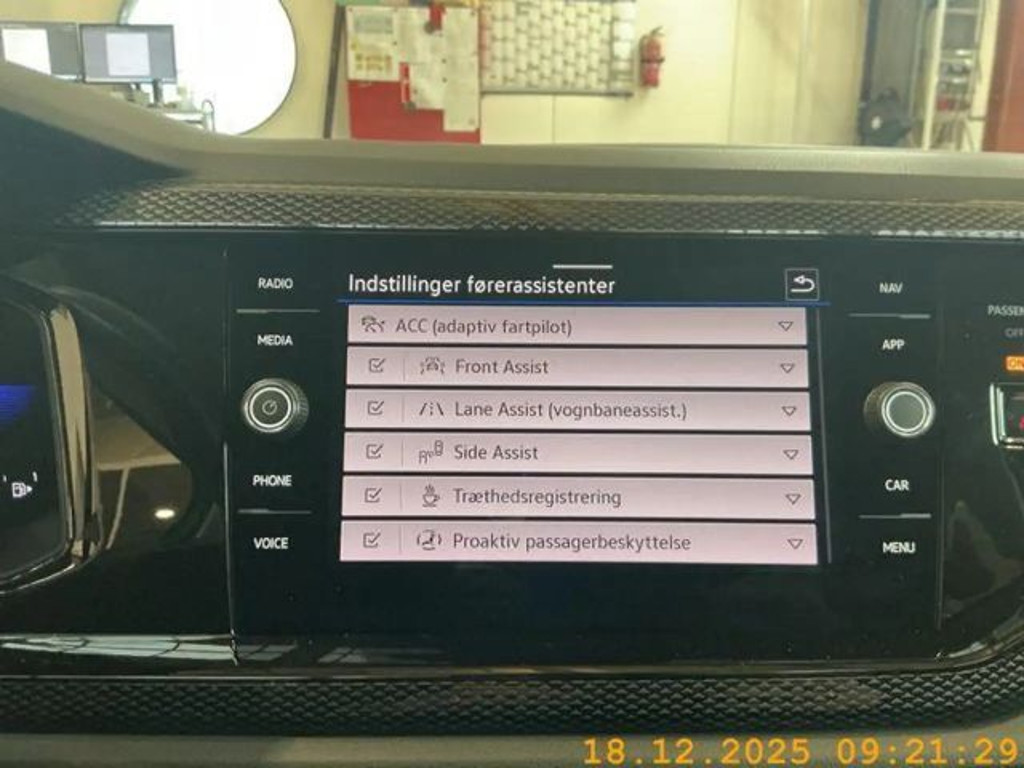 RADIO
MEDIA
PHONE
VOICE
Indstillinger førerassistenter
ACC (adaptiv fartpilot)
Front Assist
Lane Assist (vognbaneassist.)
Side Assist
Træthedsregistrering
Proaktiv passagerbeskyttelse
NAV
APP
CAR
MENU
18.12.2025 09:21:29